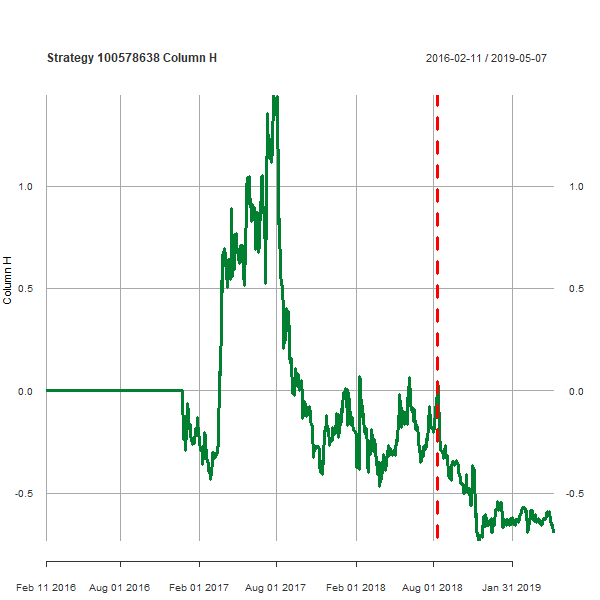 Strategy 100578638 Column H 2016-02-11 / 2019-05-07
1.0 1.0
0.5 0.5
Column H
0.0 0.0
-0.5 -0.5
Feb 11 2016 Aug 01 2016 Feb 01 2017 Aug 01 2017 Feb 01 2018 Aug 01 2018 Jan 31 2019